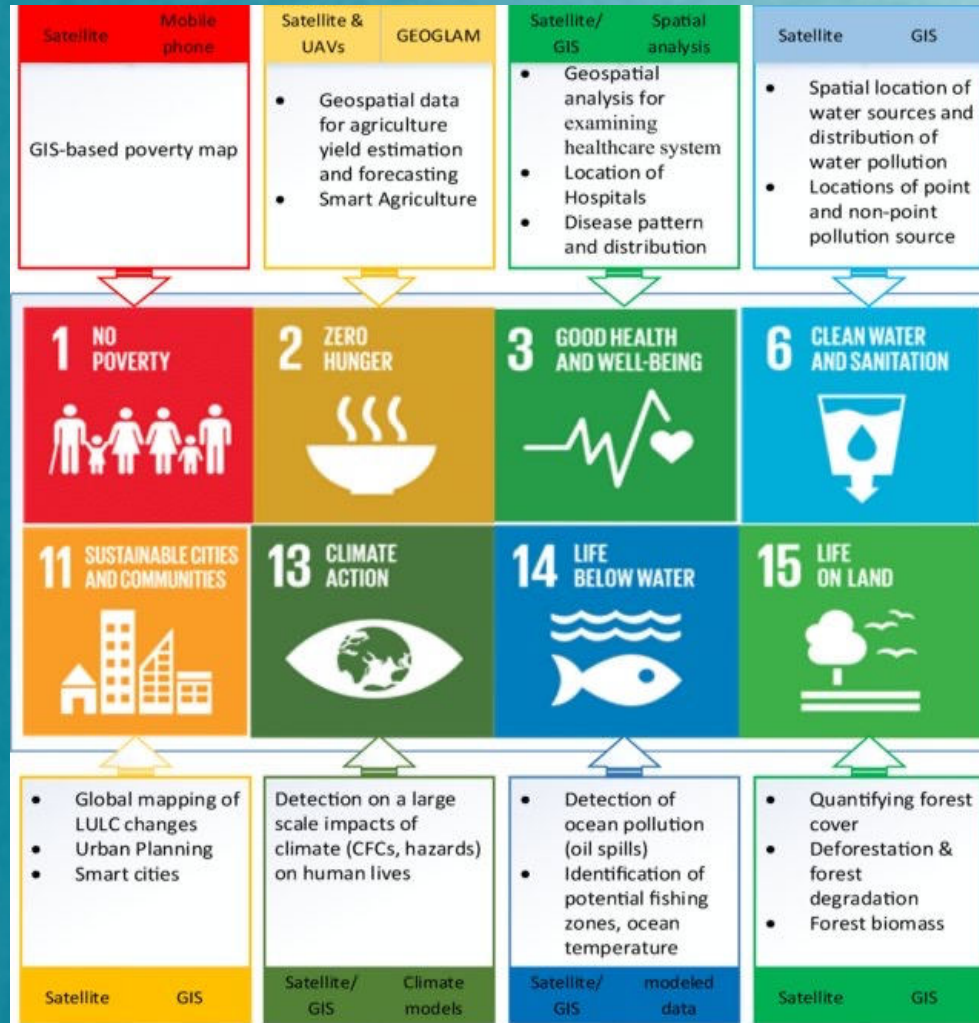 Satellite
Mobile
phone
Satellite &
UAVs
GEOGLAM
Satellite/
GIS
Spatial
analysis
Satellite
GIS
GIS-based poverty map
• Geospatial data
for agriculture
yield estimation
and forecasting
• Smart Agriculture
• Geospatial
analysis for
examining
healthcare system
• Location of
Hospitals
• Disease pattern
and distribution
• Spatial location of
water sources and
distribution of
water pollution
• Locations of point
and non-point
pollution source
1 NO
POVERTY
2 ZERO
HUNGER
3 GOOD HEALTH
AND WELL-BEING
6 CLEAN WATER
AND SANITATION
11 SUSTAINABLE CITIES
AND COMMUNITIES
13 CLIMATE
ACTION
14 LIFE
BELOW WATER
15 LIFE
ON LAND
• Global mapping of
LULC changes
• Urban Planning
• Smart cities
Detection on a large
scale impacts of
climate (CFCs, hazards)
on human lives
• Detection of
ocean pollution
(oil spills)
• Identification of
potential fishing
zones, ocean
temperature
• Quantifying forest
cover
• Deforestation &
forest
degradation
• Forest biomass
Satellite
GIS
Satellite/
GIS
Climate
models
Satellite/
GIS
modeled
data
Satellite
GIS